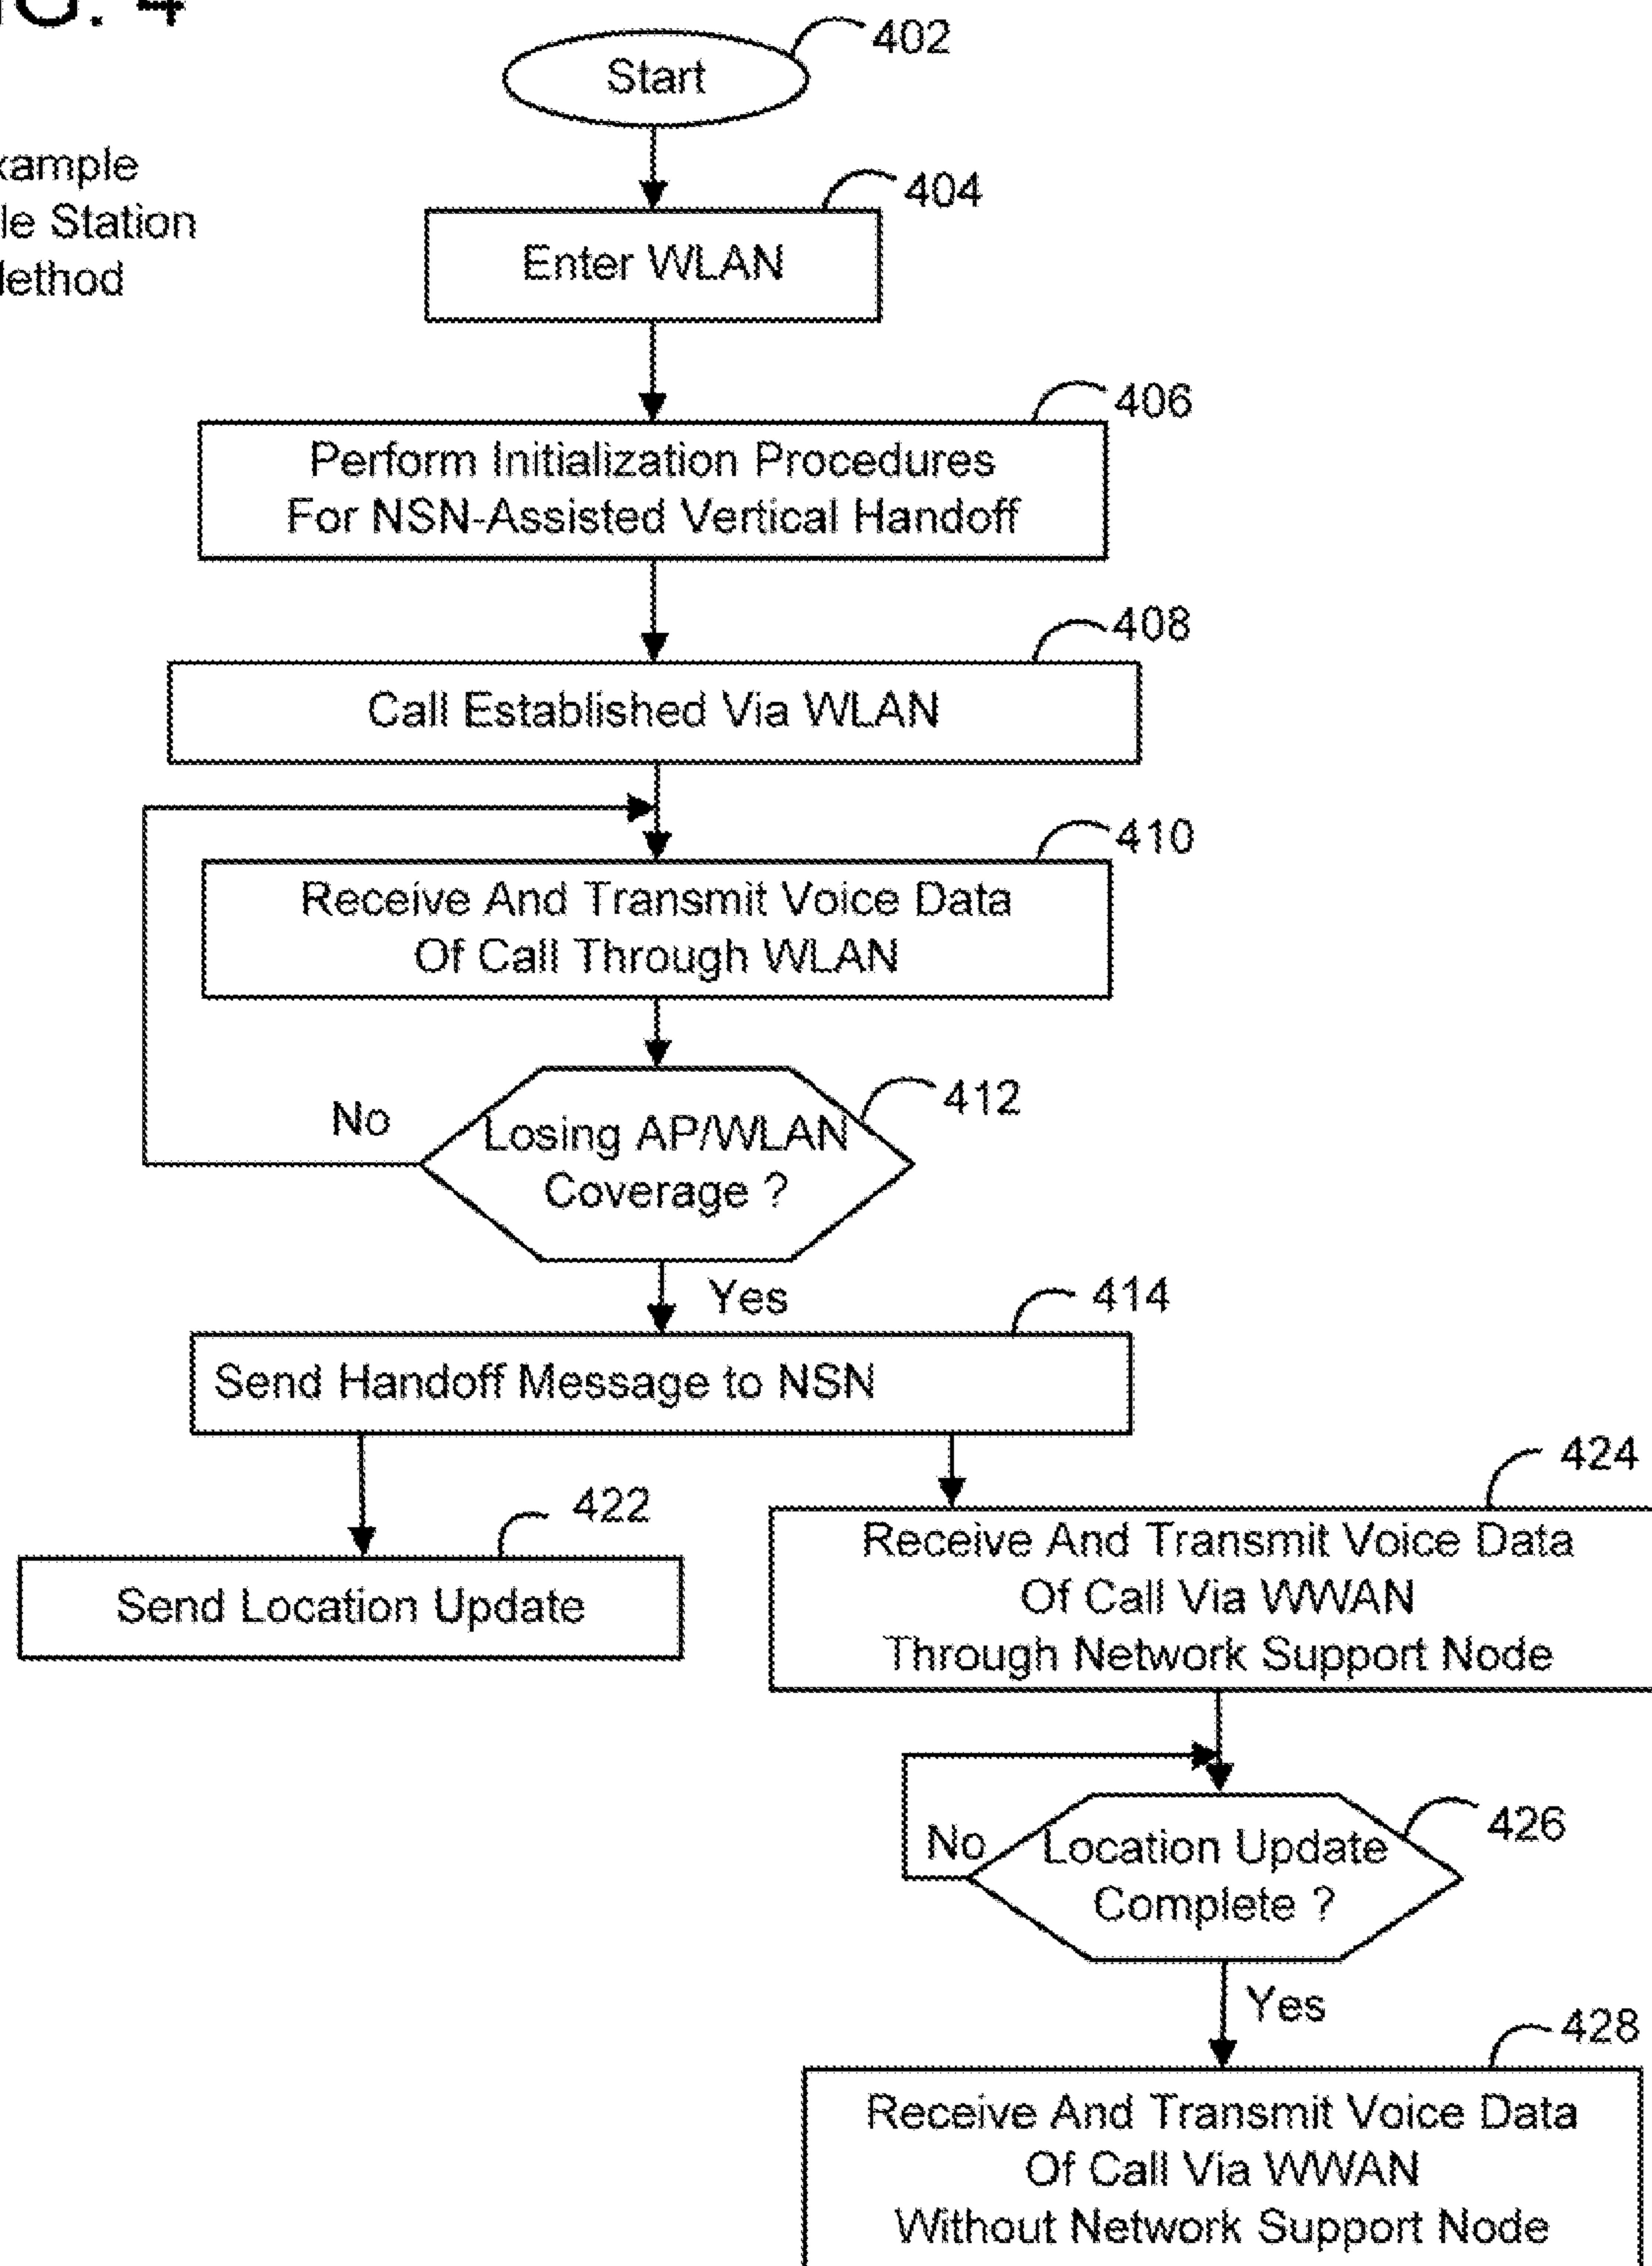 G. 4
402
Start
xample
le Station
ethod
404
Enter WLAN
406
Perform Initialization Procedures
For NSN-Assisted Vertical Handoff
408
Call Established Via WLAN
410
Receive And Transmit Voice Data
Of Call Through WLAN
412
No
Losing AP/WLAN
Coverage ?
Yes
414
Send Handoff Message to NSN
422
Send Location Update
424
Receive And Transmit Voice Data
Of Call Via WWAN
Through Network Support Node
426
No
Location Update
Complete ?
Yes
428
Receive And Transmit Voice Data
Of Call Via WWAN
Without Network Support Node